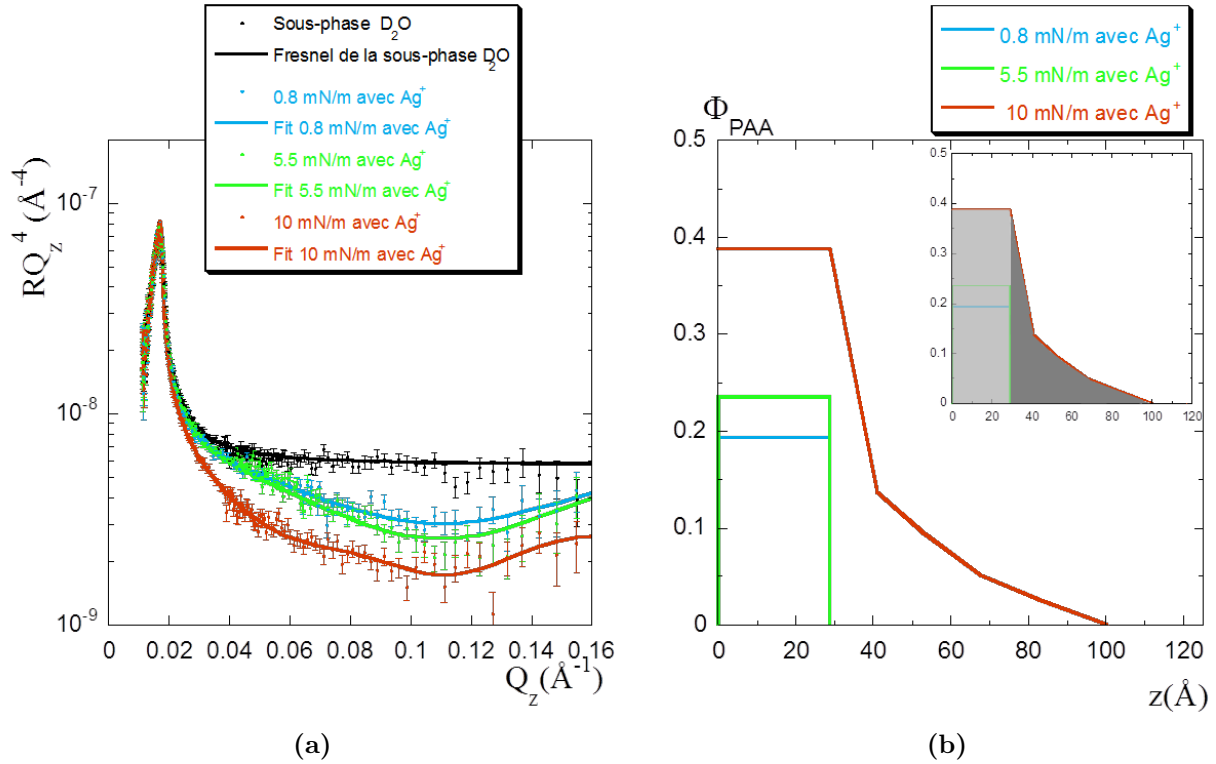 Sous-phase D₂O
Fresnel de la sous-phase D₂O
0.8 mN/m avec Ag⁺
Fit 0.8 mN/m avec Ag⁺
5.5 mN/m avec Ag⁺
Fit 5.5 mN/m avec Ag⁺
10 mN/m avec Ag⁺
Fit 10 mN/m avec Ag⁺
RQ_z⁴ (Å⁻⁴)
10⁻⁷
10⁻⁸
10⁻⁹
0 0.02 0.04 0.06 0.08 0.1 0.12 0.14 0.16
Q_z(Å⁻¹)
(a)
0.8 mN/m avec Ag⁺
5.5 mN/m avec Ag⁺
10 mN/m avec Ag⁺
Φ_PAA
0.5
0.4
0.3
0.2
0.1
0
0 20 40 60 80 100 120
z(Å)
0.5
0.4
0.3
0.2
0.1
0
0 20 40 60 80 100 120
(b)